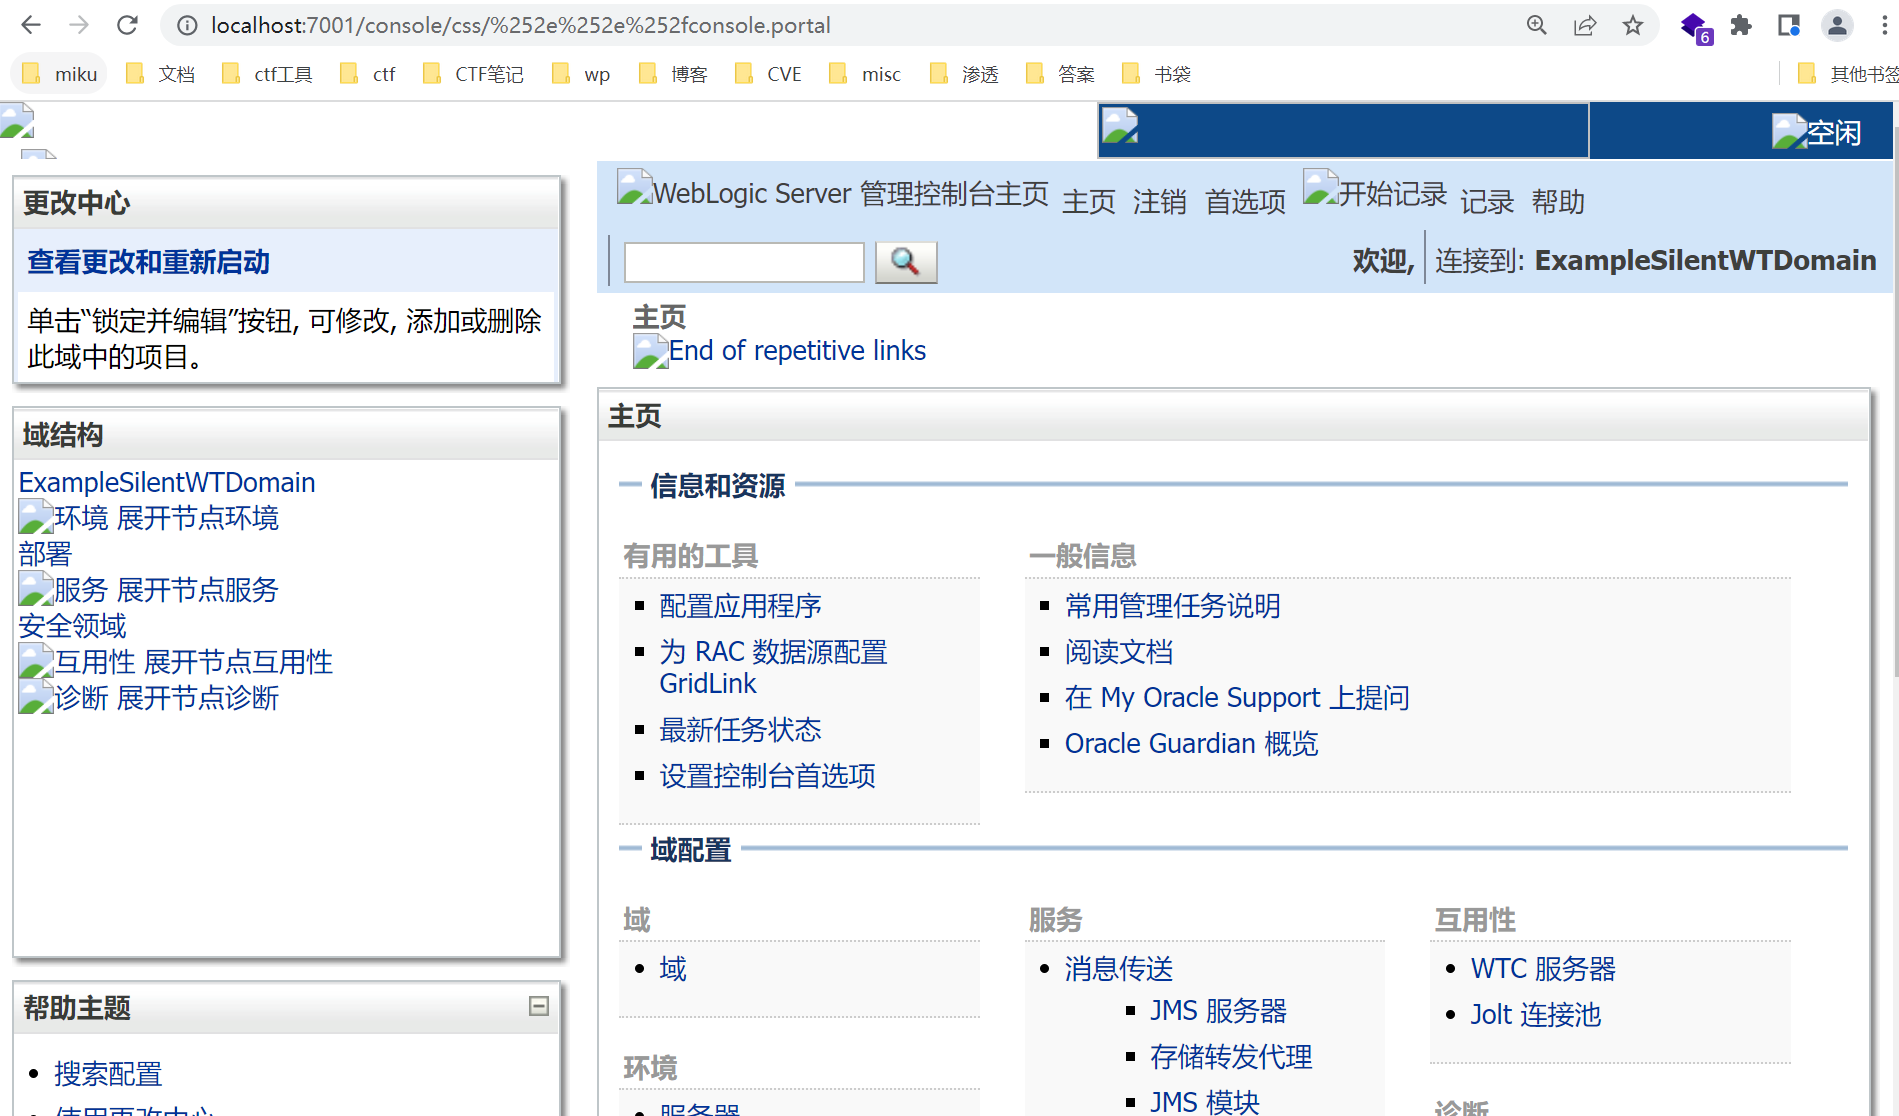 localhost:7001/console/css/%252e%252e%252fconsole.portal
6
miku 文档 ctf工具 ctf CTF笔记 wp 博客 CVE misc 渗透 答案 书袋 其他书签
空闲
更改中心
查看更改和重新启动
单击“锁定并编辑”按钮, 可修改, 添加或删除
此域中的项目。
域结构
ExampleSilentWTDomain
环境 展开节点环境
部署
服务 展开节点服务
安全领域
互用性 展开节点互用性
诊断 展开节点诊断
帮助主题
搜索配置
使用更改中心
WebLogic Server 管理控制台主页 主页 注销 首选项 开始记录 记录 帮助
欢迎, 连接到: ExampleSilentWTDomain
主页
End of repetitive links
主页
信息和资源
有用的工具
配置应用程序
为 RAC 数据源配置
GridLink
最新任务状态
设置控制台首选项
一般信息
常用管理任务说明
阅读文档
在 My Oracle Support 上提问
Oracle Guardian 概览
域配置
域
域
环境
服务器
服务
消息传送
JMS 服务器
存储转发代理
JMS 模块
互用性
WTC 服务器
Jolt 连接池
诊断